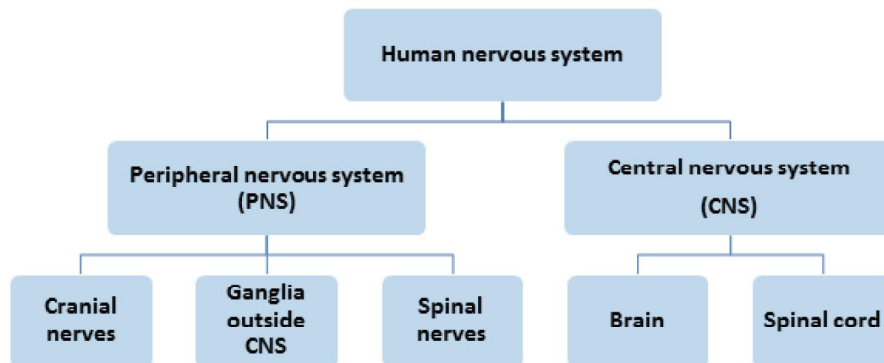 Human nervous system
Peripheral nervous system
(PNS)
Central nervous system
(CNS)
Cranial
nerves
Ganglia
outside
CNS
Spinal
nerves
Brain
Spinal cord